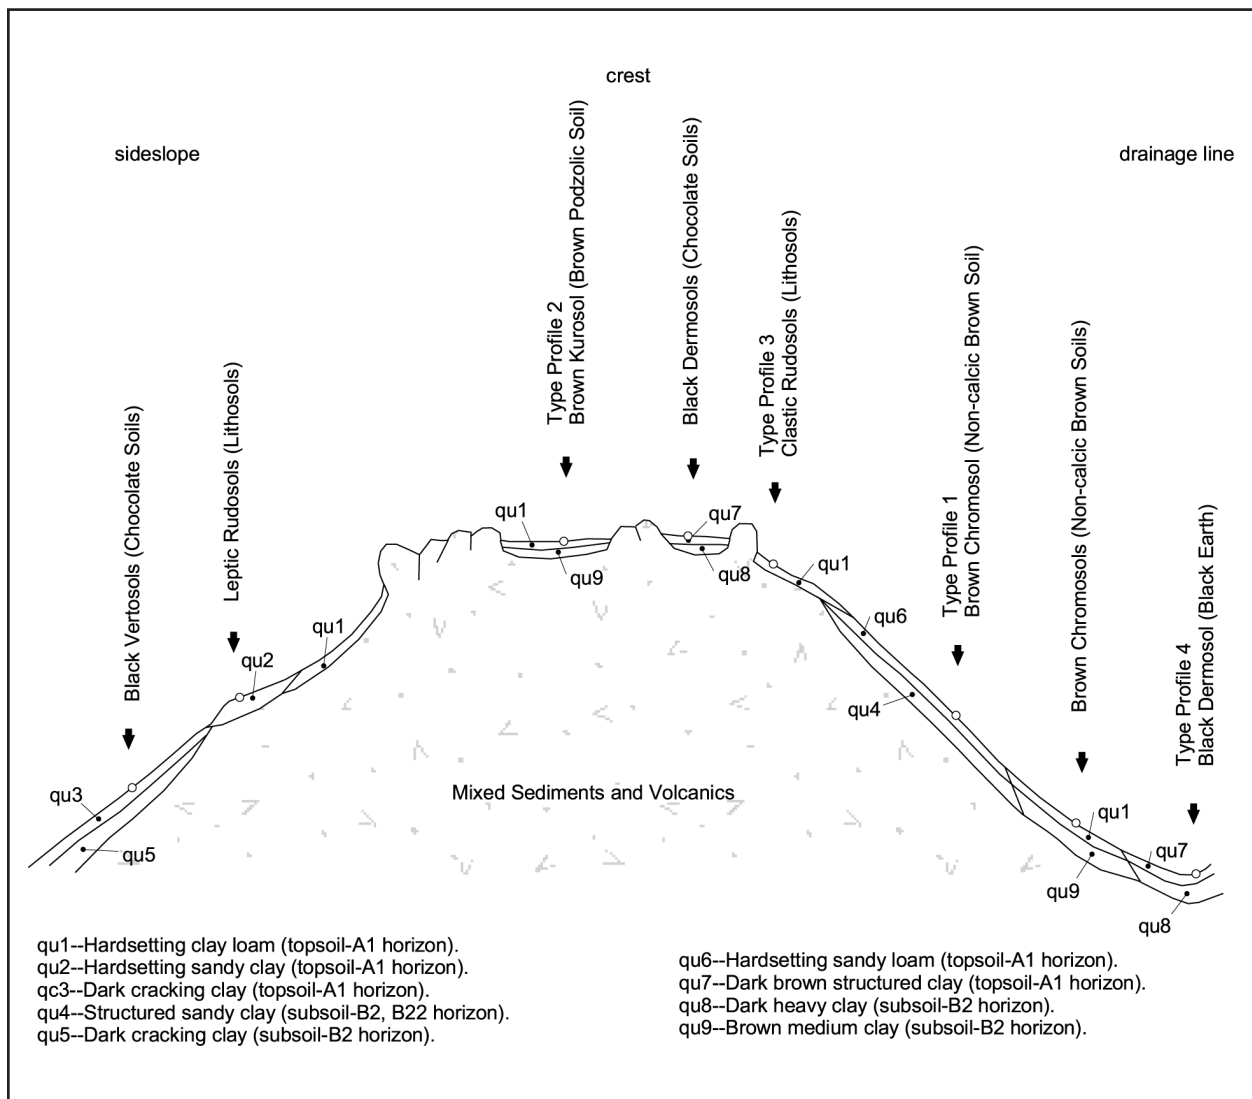 crest
sideslope
drainage line
Black Vertosols (Chocolate Soils)
Leptic Rudosols (Lithosols)
Type Profile 2
Brown Kurosol (Brown Podzolic Soil)
Black Dermosols (Chocolate Soils)
Type Profile 3
Clastic Rudosols (Lithosols)
Type Profile 1
Brown Chromosol (Non-calcic Brown Soil)
Brown Chromosols (Non-calcic Brown Soils)
Type Profile 4
Black Dermosol (Black Earth)
qu1
qu7
qu9
qu8
qu1
qu1
qu6
qu2
qu4
qu3
qu5
Mixed Sediments and Volcanics
qu1
qu7
qu9
qu8
qu1--Hardsetting clay loam (topsoil-A1 horizon).
qu2--Hardsetting sandy clay (topsoil-A1 horizon).
qc3--Dark cracking clay (topsoil-A1 horizon).
qu4--Structured sandy clay (subsoil-B2, B22 horizon).
qu5--Dark cracking clay (subsoil-B2 horizon).
qu6--Hardsetting sandy loam (topsoil-A1 horizon).
qu7--Dark brown structured clay (topsoil-A1 horizon).
qu8--Dark heavy clay (subsoil-B2 horizon).
qu9--Brown medium clay (subsoil-B2 horizon).